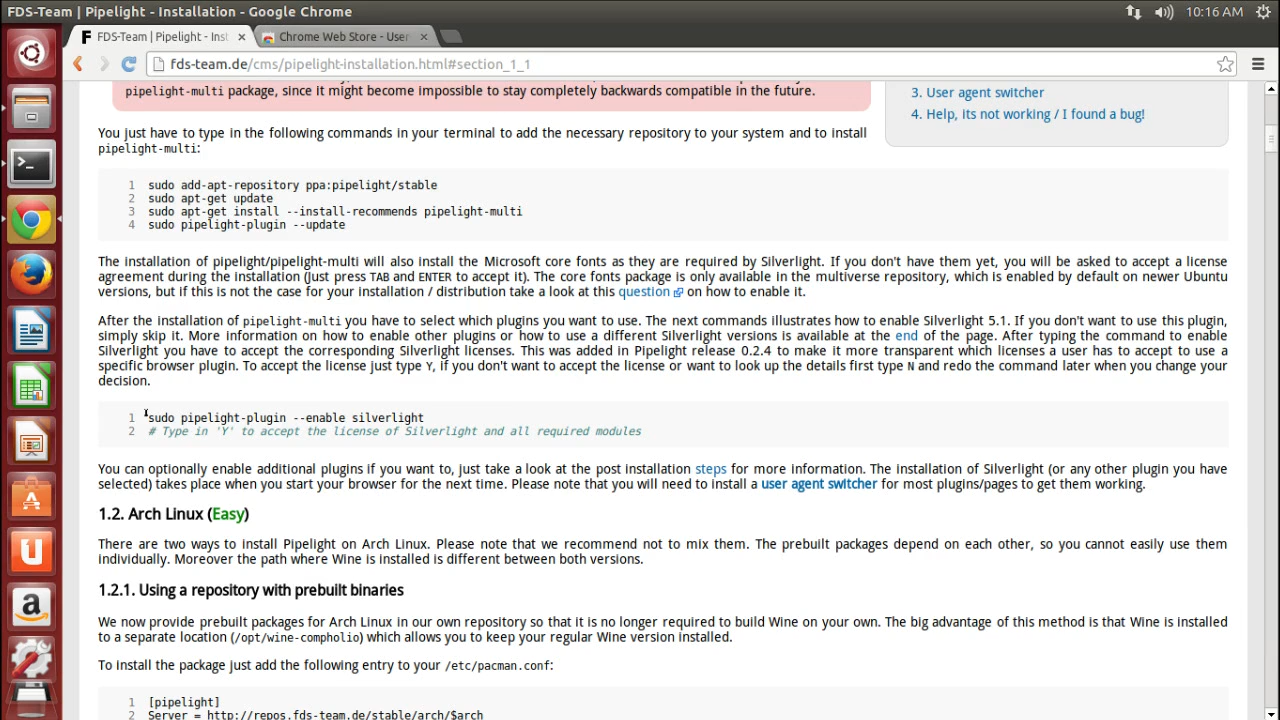 FDS-Team | Pipelight - Installation - Google Chrome
10:16 AM
FDS-Team | Pipelight - Inst
Chrome Web Store - User
fds-team.de/cms/pipelight-installation.html#section_1_1
pipelight-multi package, since it might become impossible to stay completely backwards compatible in the future.
3. User agent switcher
4. Help, its not working / I found a bug!
You just have to type in the following commands in your terminal to add the necessary repository to your system and to install
pipelight-multi:
1 sudo add-apt-repository ppa:pipelight/stable
2 sudo apt-get update
3 sudo apt-get install --install-recommends pipelight-multi
4 sudo pipelight-plugin --update
The installation of pipelight/pipelight-multi will also install the Microsoft core fonts as they are required by Silverlight. If you don't have them yet, you will be asked to accept a license
agreement during the installation (just press TAB and ENTER to accept it). The core fonts package is only available in the multiverse repository, which is enabled by default on newer Ubuntu
versions, but if this is not the case for your installation / distribution take a look at this question on how to enable it.
After the installation of pipelight-multi you have to select which plugins you want to use. The next commands illustrates how to enable Silverlight 5.1. If you don't want to use this plugin,
simply skip it. More information on how to enable other plugins or how to use a different Silverlight versions is available at the end of the page. After typing the command to enable
Silverlight you have to accept the corresponding Silverlight licenses. This was added in Pipelight release 0.2.4 to make it more transparent which licenses a user has to accept to use a
specific browser plugin. To accept the license just type Y, if you don't want to accept the license or want to look up the details first type N and redo the command later when you change your
decision.
1 sudo pipelight-plugin --enable silverlight
2 # Type in 'Y' to accept the license of Silverlight and all required modules
You can optionally enable additional plugins if you want to, just take a look at the post installation steps for more information. The installation of Silverlight (or any other plugin you have
selected) takes place when you start your browser for the next time. Please note that you will need to install a user agent switcher for most plugins/pages to get them working.
1.2. Arch Linux (Easy)
There are two ways to install Pipelight on Arch Linux. Please note that we recommend not to mix them. The prebuilt packages depend on each other, so you cannot easily use them
individually. Moreover the path where Wine is installed is different between both versions.
1.2.1. Using a repository with prebuilt binaries
We now provide prebuilt packages for Arch Linux in our own repository so that it is no longer required to build Wine on your own. The big advantage of this method is that Wine is installed
to a separate location (/opt/wine-compholio) which allows you to keep your regular Wine version installed.
To install the package just add the following entry to your /etc/pacman.conf:
1 [pipelight]
2 Server = http://repos.fds-team.de/stable/arch/$arch